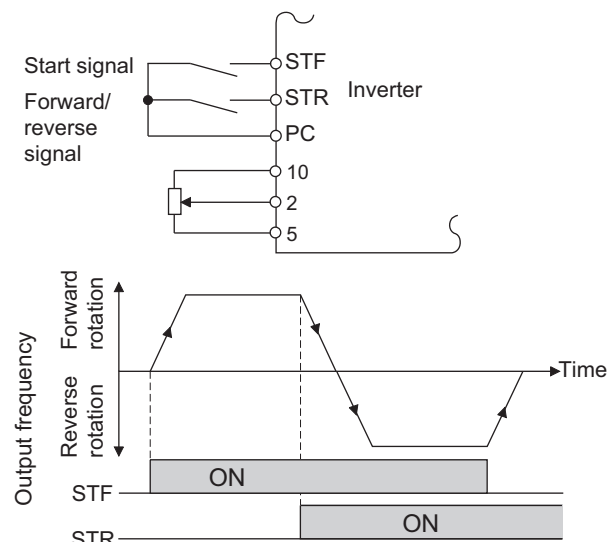 Start signal
STF
Forward/
reverse
signal
STR
Inverter
PC
10
2
5
Output frequency
Forward
rotation
Reverse
rotation
Time
STF
ON
STR
ON